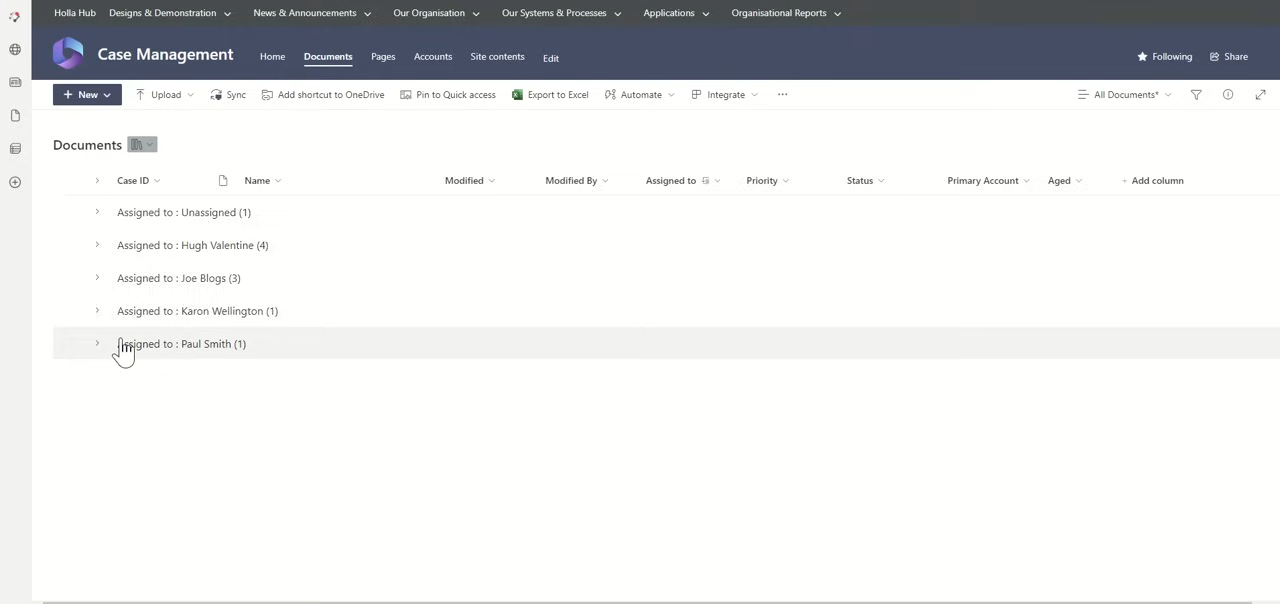 Holla Hub Designs & Demonstration News & Announcements Our Organisation Our Systems & Processes Applications Organisational Reports
Case Management Home Documents Pages Accounts Site contents Edit Following Share
+ New Upload Sync Add shortcut to OneDrive Pin to Quick access Export to Excel Automate Integrate ... All Documents*
Documents
Case ID Name Modified Modified By Assigned to Priority Status Primary Account Aged + Add column
Assigned to : Unassigned (1)
Assigned to : Hugh Valentine (4)
Assigned to : Joe Blogs (3)
Assigned to : Karon Wellington (1)
Assigned to : Paul Smith (1)